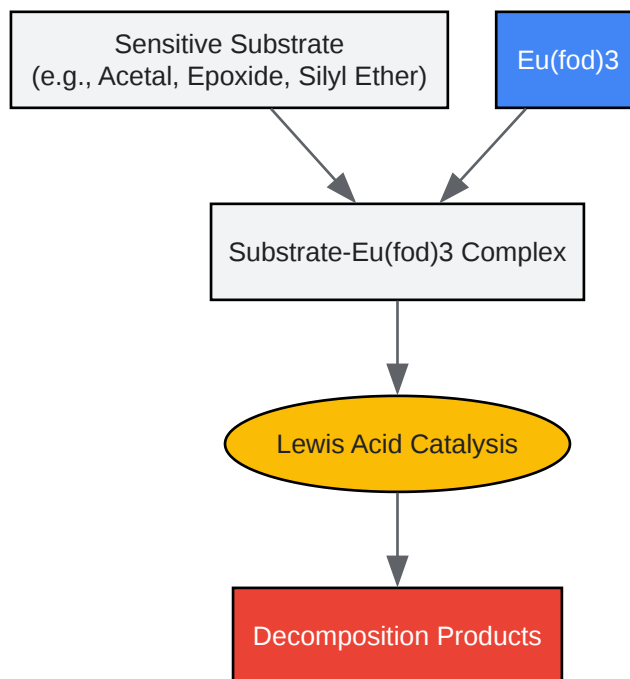 Sensitive Substrate
(e.g., Acetal, Epoxide, Silyl Ether)
Eu(fod)3
Substrate-Eu(fod)3 Complex
Lewis Acid Catalysis
Decomposition Products